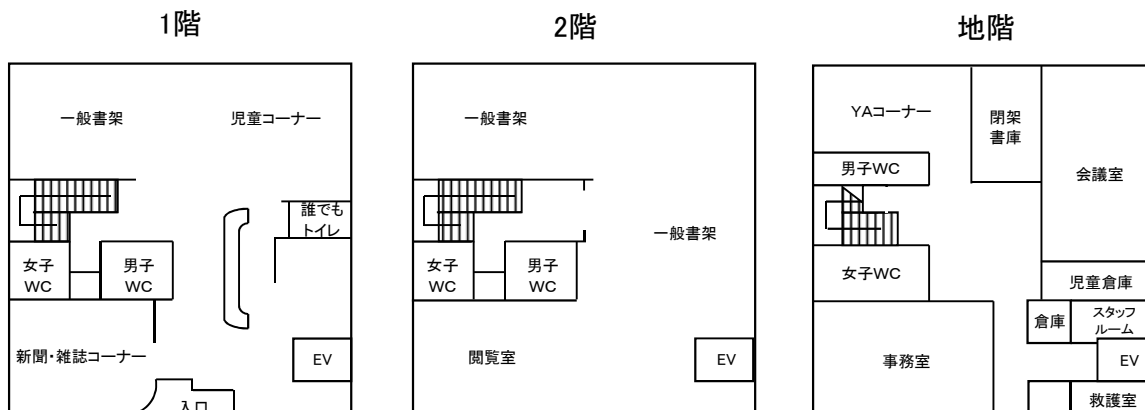 1階
一般書架
児童コーナー
誰でも
トイレ
女子
WC
男子
WC
新聞・雑誌コーナー
EV
入口
2階
一般書架
一般書架
女子
WC
男子
WC
閲覧室
EV
地階
YAコーナー
閉架
書庫
会議室
男子WC
女子WC
児童倉庫
倉庫
スタッフ
ルーム
事務室
EV
救護室